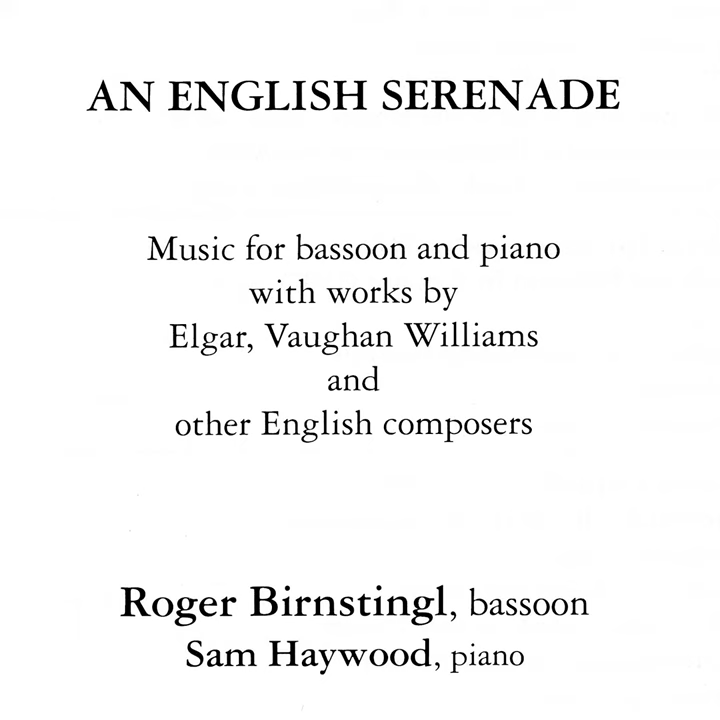 AN ENGLISH SERENADE
Music for bassoon and piano
with works by
Elgar, Vaughan Williams
and
other English composers
Roger Birnstingl, bassoon
Sam Haywood, piano